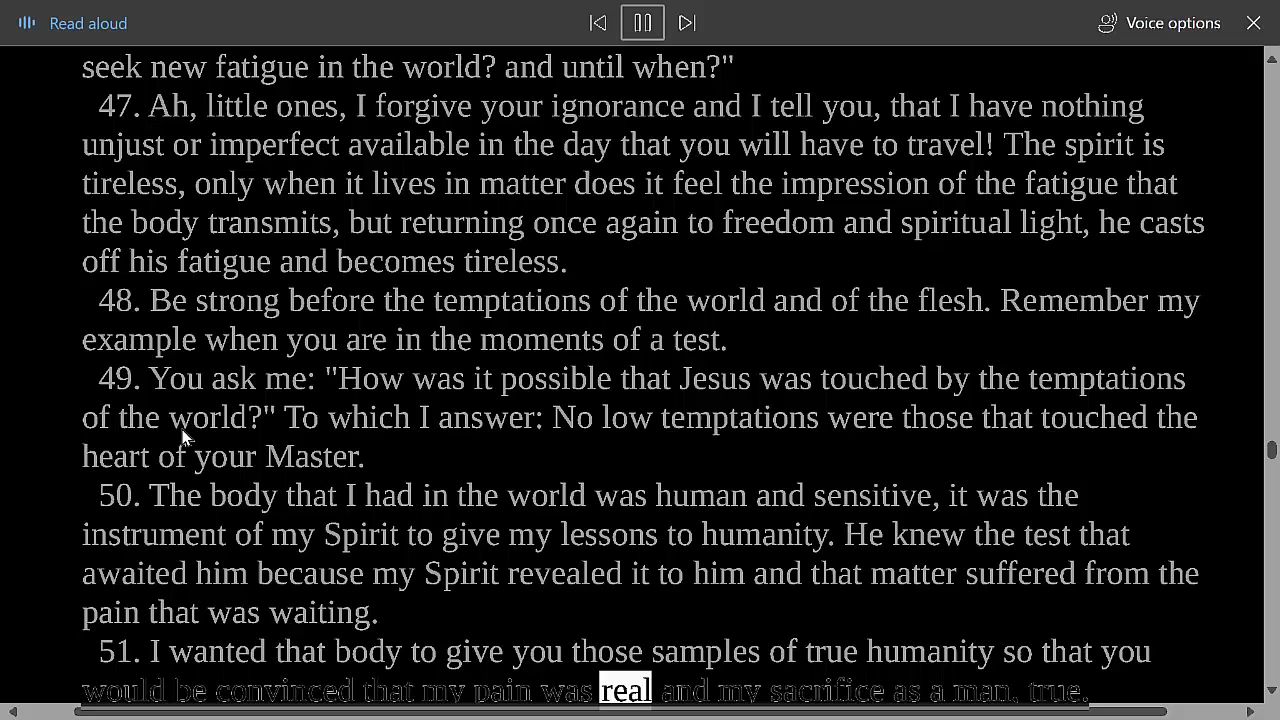 Read aloud
Voice options
seek new fatigue in the world? and until when?"
47. Ah, little ones, I forgive your ignorance and I tell you, that I have nothing
unjust or imperfect available in the day that you will have to travel! The spirit is
tireless, only when it lives in matter does it feel the impression of the fatigue that
the body transmits, but returning once again to freedom and spiritual light, he casts
off his fatigue and becomes tireless.
48. Be strong before the temptations of the world and of the flesh. Remember my
example when you are in the moments of a test.
49. You ask me: "How was it possible that Jesus was touched by the temptations
of the world?" To which I answer: No low temptations were those that touched the
heart of your Master.
50. The body that I had in the world was human and sensitive, it was the
instrument of my Spirit to give my lessons to humanity. He knew the test that
awaited him because my Spirit revealed it to him and that matter suffered from the
pain that was waiting.
51. I wanted that body to give you those samples of true humanity so that you
would be convinced that my pain was real and my sacrifice as a man, true.